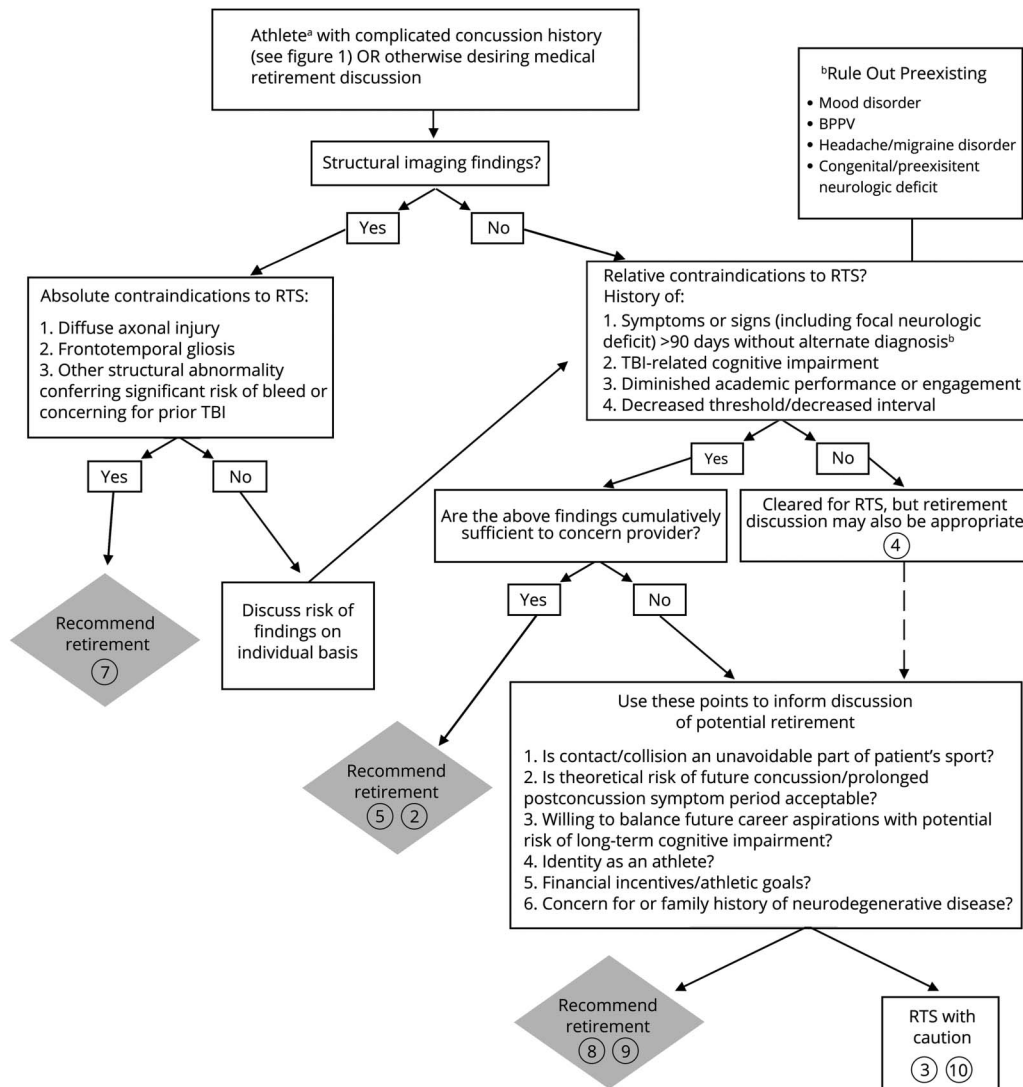 Athleteᵃ with complicated concussion history
(see figure 1) OR otherwise desiring medical
retirement discussion
ᵇRule Out Preexisting
• Mood disorder
• BPPV
• Headache/migraine disorder
• Congenital/preexisitent
neurologic deficit
Structural imaging findings?
Yes
No
Absolute contraindications to RTS:
1. Diffuse axonal injury
2. Frontotemporal gliosis
3. Other structural abnormality
conferring significant risk of bleed or
concerning for prior TBI
Relative contraindications to RTS?
History of:
1. Symptoms or signs (including focal neurologic
deficit) >90 days without alternate diagnosisᵇ
2. TBI-related cognitive impairment
3. Diminished academic performance or engagement
4. Decreased threshold/decreased interval
Yes
No
Yes
No
Are the above findings cumulatively
sufficient to concern provider?
Cleared for RTS, but retirement
discussion may also be appropriate
4
Recommend
retirement
7
Discuss risk of
findings on
individual basis
Yes
No
Recommend
retirement
5 2
Use these points to inform discussion
of potential retirement
1. Is contact/collision an unavoidable part of patient's sport?
2. Is theoretical risk of future concussion/prolonged
postconcussion symptom period acceptable?
3. Willing to balance future career aspirations with potential
risk of long-term cognitive impairment?
4. Identity as an athlete?
5. Financial incentives/athletic goals?
6. Concern for or family history of neurodegenerative disease?
Recommend
retirement
8 9
RTS with
caution
3 10